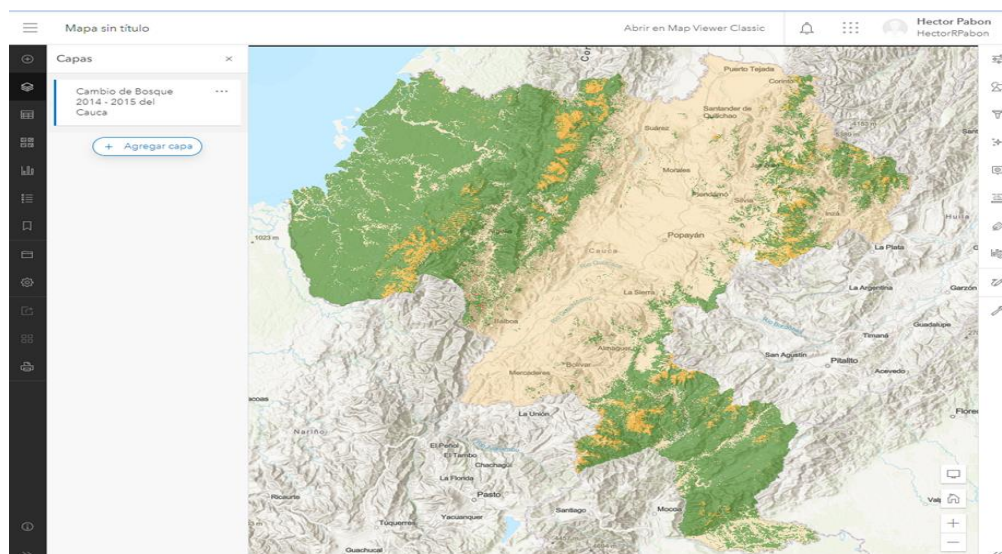 Mapa sin título
Abrir en Map Viewer Classic
Hector Pabon
HectorRPabon
Capas
Cambio de Bosque
2014 - 2015 del
Cauca
+ Agregar capa
Puerto Tejada
Corinto
Santander de
Quilichao
Suárez
Morales
Piendamó
Silvia
Inzá
Huila
1023 m
Popayán
La Plata
Cauca
La Sierra
La Argentina
Garzón
Balboa
Almaguer
Guadalupe
Timaná
San Agustín
Pitalito
Bolívar
Mercaderes
Acevedo
La Unión
Nariño
El Peñol
El Tambo
Chachagüí
La Florida
Ricaurte
Pasto
Santiago
Mocoa
Yacuanquer
Túquerres
Guachucal